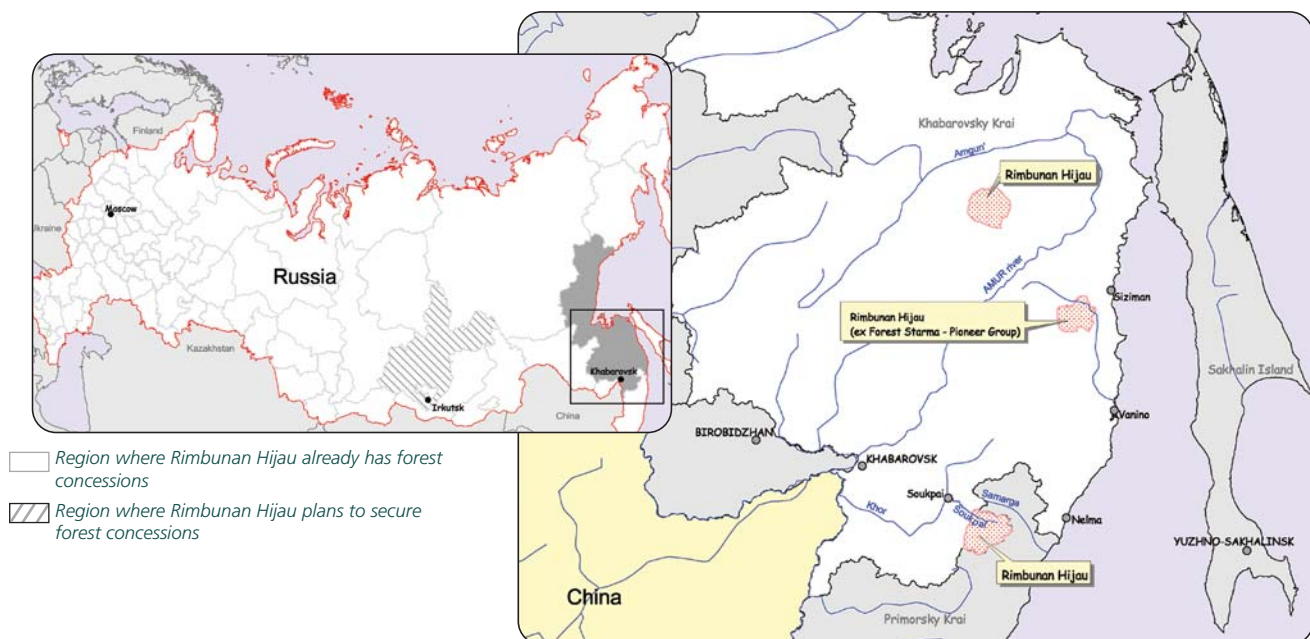 Finland
Moscow
Ukraine
Russia
Kazakhstan
Khabarovsk
Irkutsk
China
Region where Rimbunan Hijau already has forest
concessions
Region where Rimbunan Hijau plans to secure
forest concessions
Khabarovsky Krai
Amgun'
Rimbunan Hijau
AMUR river
Siziman
Rimbunan Hijau
(ex Forest Starma - Pioneer Group)
Sakhalin Island
Vanino
BIROBIDZHAN
KHABAROVSK
Soukpai
Samarga
Khor
Soukpai
Nelma
YUZHNO-SAKHALINSK
Rimbunan Hijau
China
Primorsky Krai